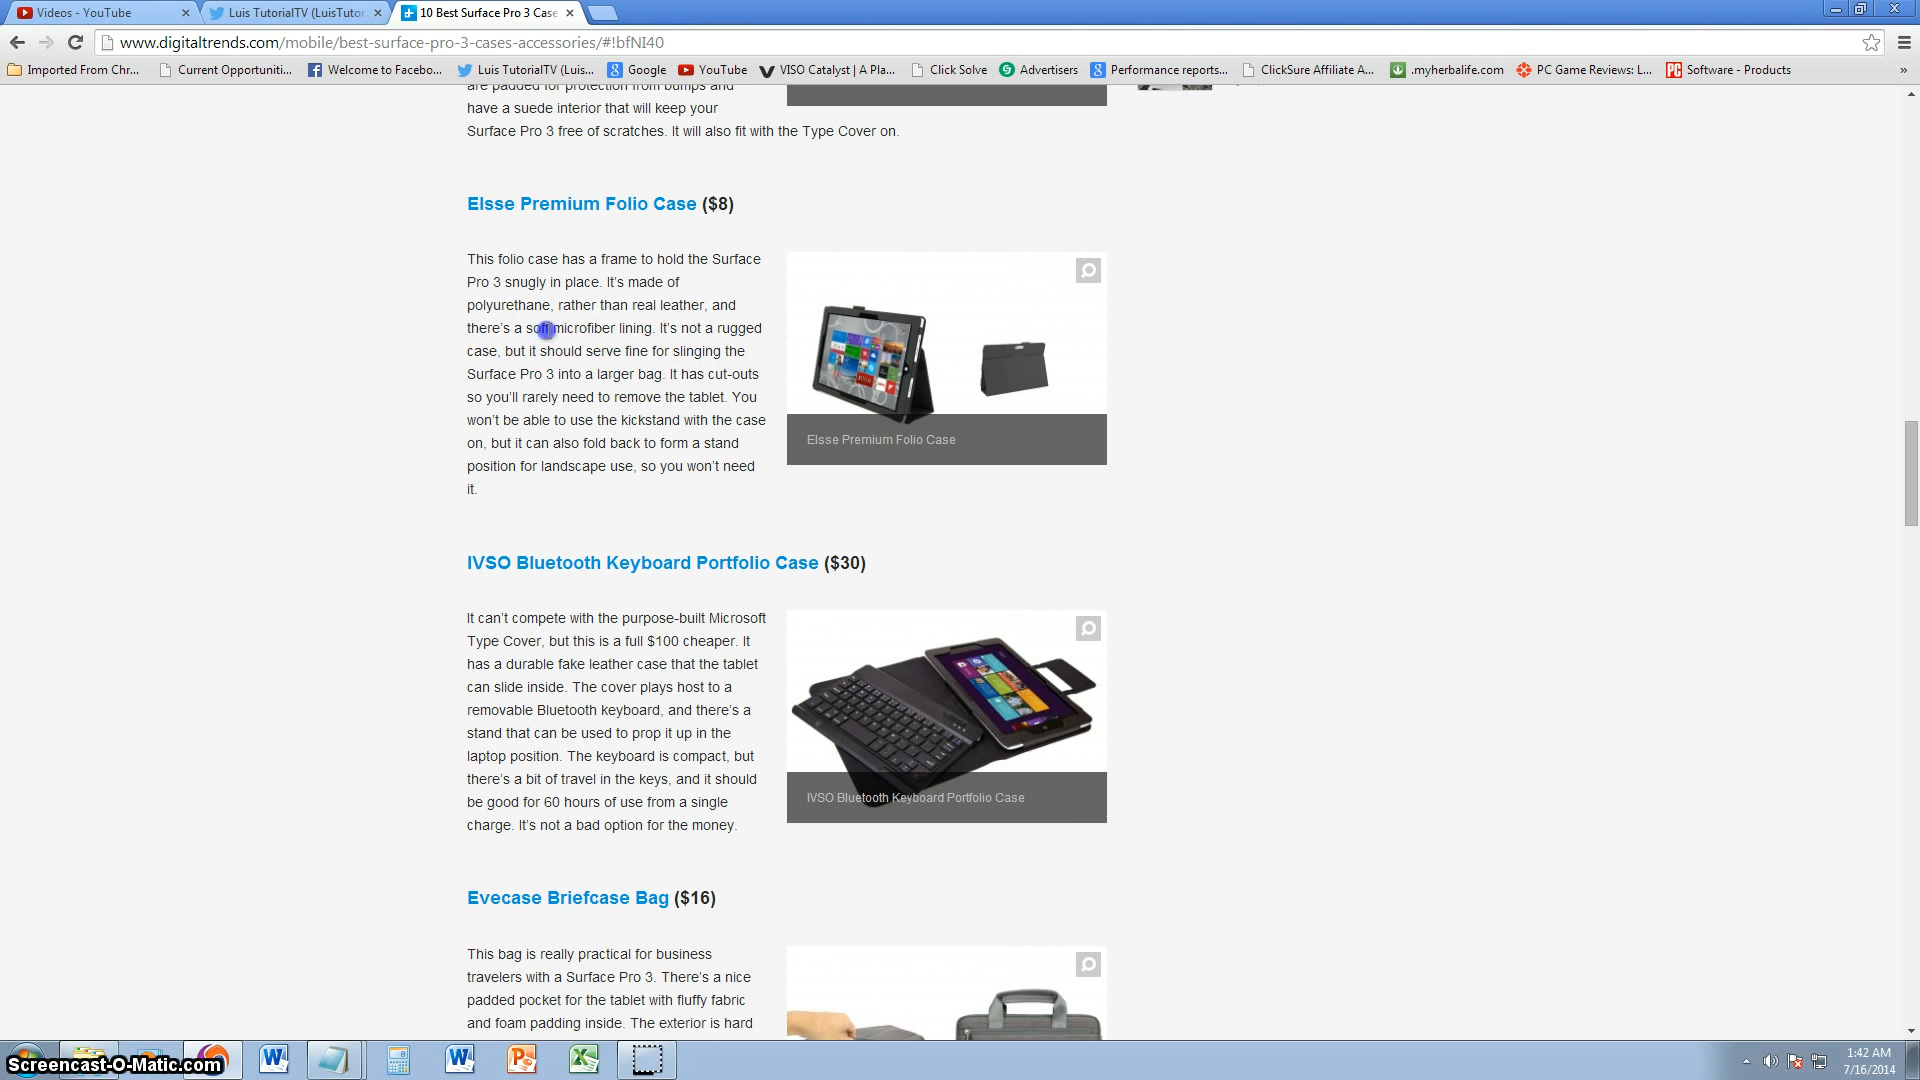 Videos - YouTube
Luis TutorialTV (LuisTutor
10 Best Surface Pro 3 Case
www.digitaltrends.com/mobile/best-surface-pro-3-cases-accessories/#!bfNI40
Imported From Chr... Current Opportuniti... Welcome to Facebo... Luis TutorialTV (Luis... Google YouTube VISO Catalyst | A Pla... Click Solve Advertisers Performance reports... ClickSure Affiliate A... .myherbalife.com PC Game Reviews: L... Software - Products »
are padded for protection from bumps and
have a suede interior that will keep your
Surface Pro 3 free of scratches. It will also fit with the Type Cover on.
Elsse Premium Folio Case ($8)
This folio case has a frame to hold the Surface
Pro 3 snugly in place. It’s made of
polyurethane, rather than real leather, and
there’s a soft microfiber lining. It’s not a rugged
case, but it should serve fine for slinging the
Surface Pro 3 into a larger bag. It has cut-outs
so you’ll rarely need to remove the tablet. You
won’t be able to use the kickstand with the case
on, but it can also fold back to form a stand
position for landscape use, so you won’t need
it.
Elsse Premium Folio Case
IVSO Bluetooth Keyboard Portfolio Case ($30)
It can’t compete with the purpose-built Microsoft
Type Cover, but this is a full $100 cheaper. It
has a durable fake leather case that the tablet
can slide inside. The cover plays host to a
removable Bluetooth keyboard, and there’s a
stand that can be used to prop it up in the
laptop position. The keyboard is compact, but
there’s a bit of travel in the keys, and it should
be good for 60 hours of use from a single
charge. It’s not a bad option for the money.
IVSO Bluetooth Keyboard Portfolio Case
Evecase Briefcase Bag ($16)
This bag is really practical for business
travelers with a Surface Pro 3. There’s a nice
padded pocket for the tablet with fluffy fabric
and foam padding inside. The exterior is hard
Screencast-O-Matic.com
1:42 AM
7/16/2014